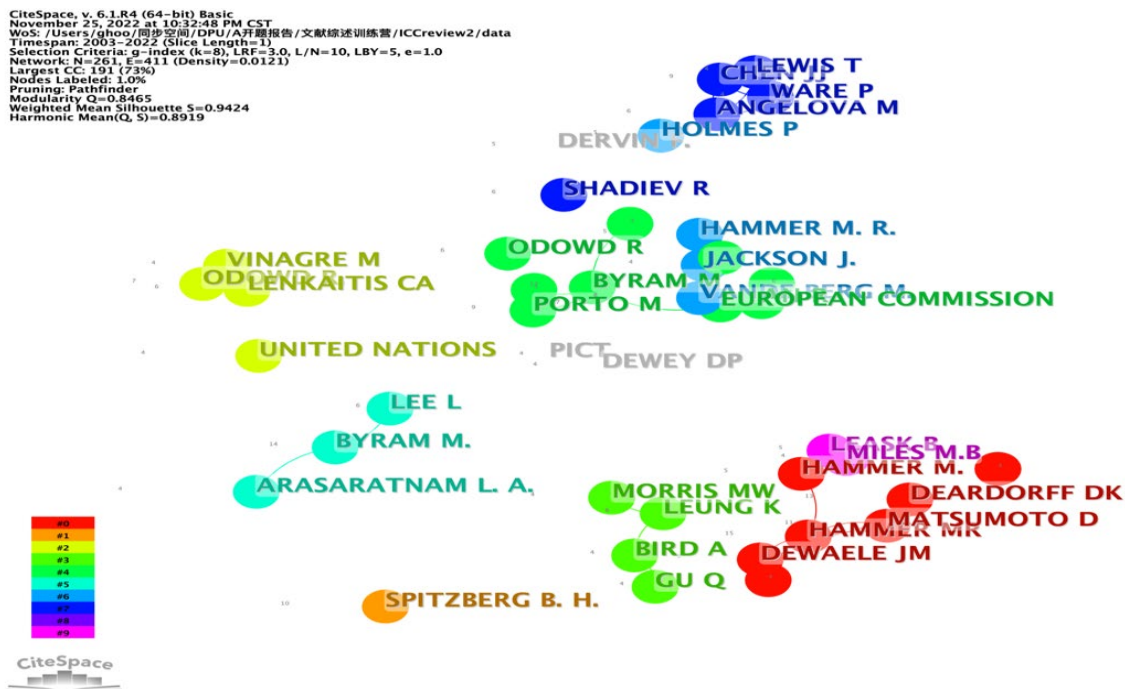 CiteSpace, v. 6.1.R4 (64-bit) Basic
November 25, 2022 at 10:32:48 PM CST
WoS: /Users/ghoo/同步空间/DPU/A开题报告/文献综述训练营/ICCreview2/data
Timespan: 2003-2022 (Slice Length=1)
Selection Criteria: g-index (k=8), LRF=3.0, L/N=10, LBY=5, e=1.0
Network: N=261, E=411 (Density=0.0121)
Largest CC: 191 (73%)
Nodes Labeled: 1.0%
Pruning: Pathfinder
Modularity Q=0.8465
Weighted Mean Silhouette S=0.9424
Harmonic Mean(Q, S)=0.8919
LEWIS T
CHEN JJ
WARE P
ANGELOVA M
HOLMES P
DERVIN
SHADIEV R
HAMMER M. R.
ODOWD R
JACKSON J.
VINAGRE M
ODOWD R
LENKAITIS CA
BYRAM M
BERG M.
EUROPEAN COMMISSION
PORTO M
UNITED NATIONS
PICT
DEWEY DP
LEE L
BYRAM M.
LEASK B
MILES M.B
HAMMER M.
ARASARATNAM L. A.
MORRIS MW
LEUNG K
DEARDORFF DK
MATSUMOTO D
HAMMER MR
BIRD A
DEWAELE JM
GU Q
SPITZBERG B. H.
#0
#1
#2
#3
#4
#5
#6
#7
#8
#9
CiteSpace